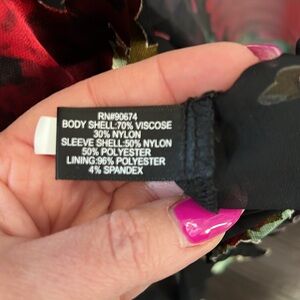 RN#90674
BODY SHELL:70% VISCOSE
30% NYLON
SLEEVE SHELL:50% NYLON
50% POLYESTER
LINING:96% POLYESTER
4% SPANDEX